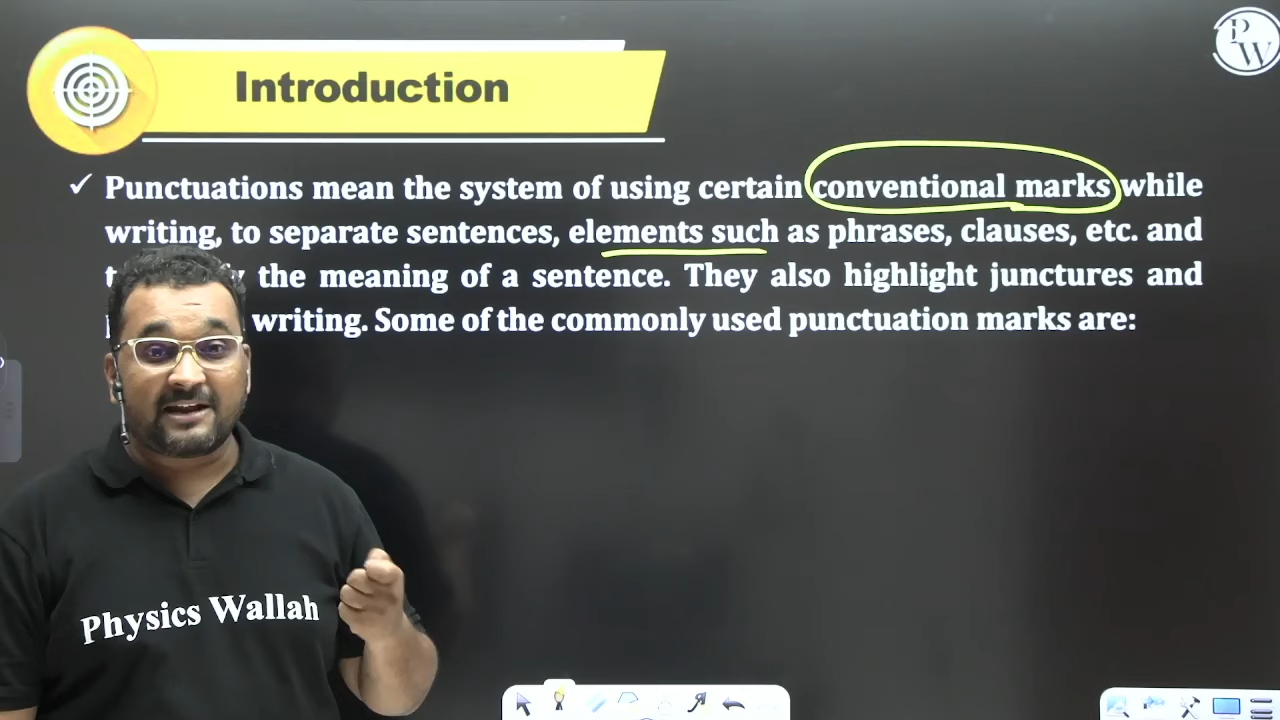 Introduction
P
W
✓ Punctuations mean the system of using certain conventional marks while
writing, to separate sentences, elements such as phrases, clauses, etc. and
the meaning of a sentence. They also highlight junctures and
writing. Some of the commonly used punctuation marks are:
Physics Wallah